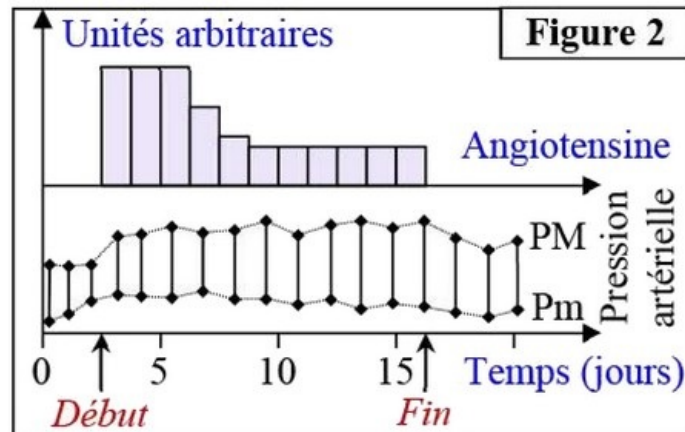 Unités arbitraires
Figure 2
Angiotensine
PM
Pm
Pression
artérielle
0
5
10
15
Temps (jours)
Début
Fin